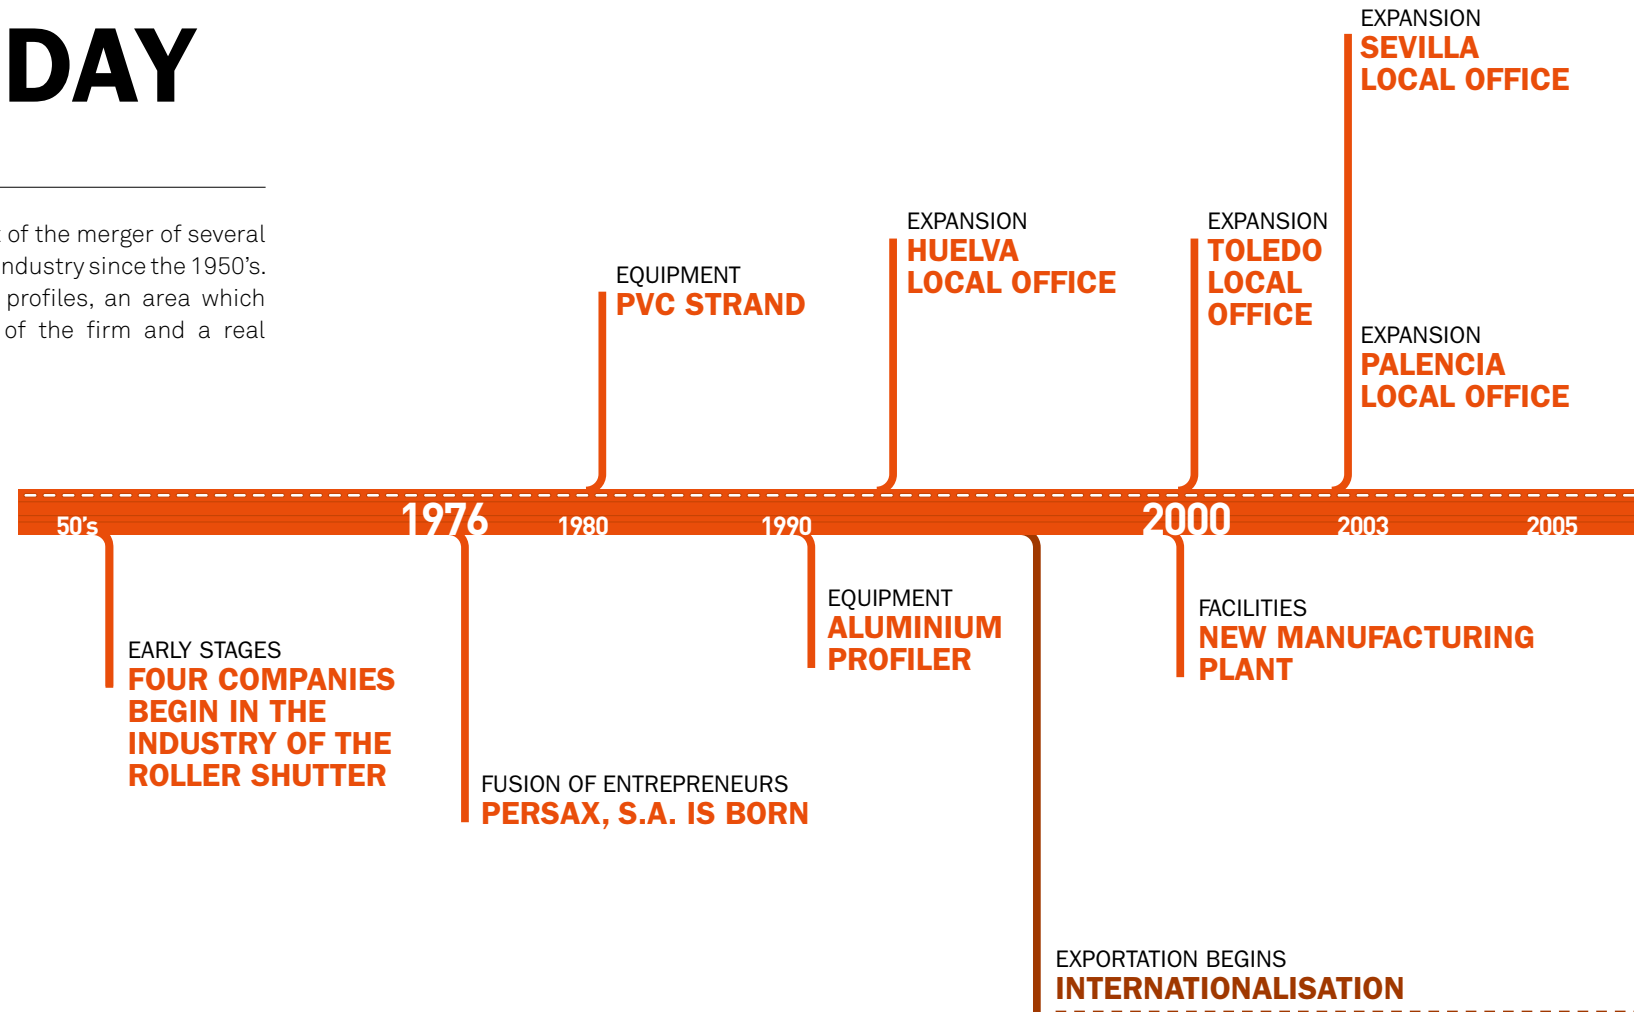 DAY
of the merger of several
industry since the 1950's.
profiles, an area which
of the firm and a real
EXPANSION
SEVILLA
LOCAL OFFICE
EXPANSION
HUELVA
LOCAL OFFICE
EXPANSION
TOLEDO
LOCAL
OFFICE
EQUIPMENT
PVC STRAND
EXPANSION
PALENCIA
LOCAL OFFICE
50's 1976 1980 1990 2000 2003 2005
EARLY STAGES
FOUR COMPANIES
BEGIN IN THE
INDUSTRY OF THE
ROLLER SHUTTER
FUSION OF ENTREPRENEURS
PERSAX, S.A. IS BORN
EQUIPMENT
ALUMINIUM
PROFILER
FACILITIES
NEW MANUFACTURING
PLANT
EXPORTATION BEGINS
INTERNATIONALISATION